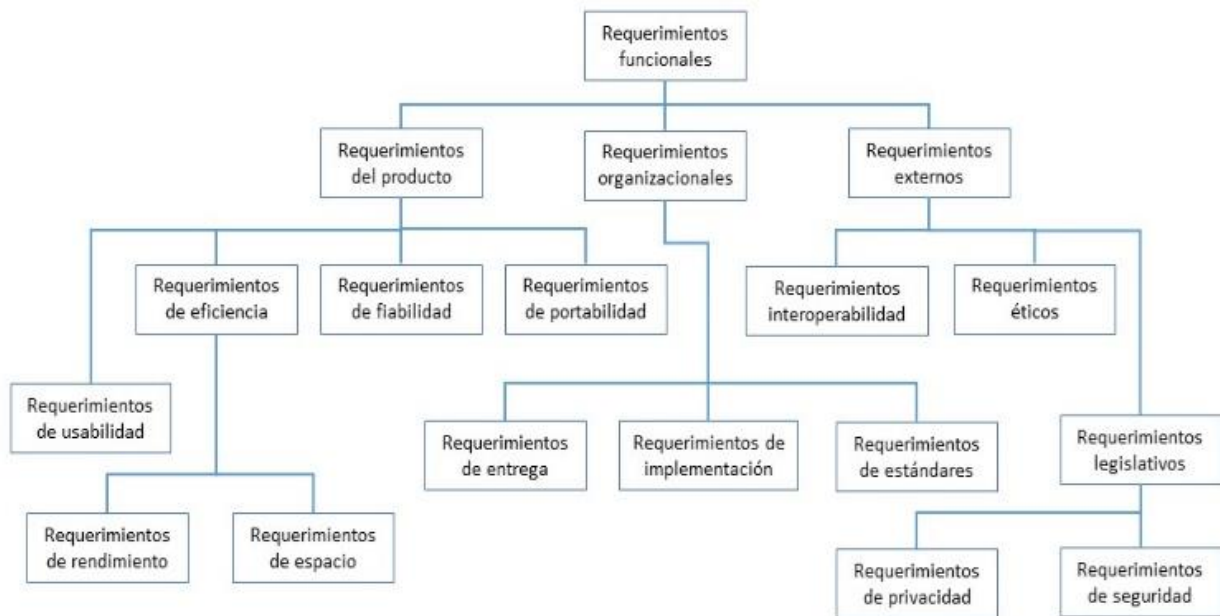 Requerimientos
funcionales
Requerimientos
del producto
Requerimientos
organizacionales
Requerimientos
externos
Requerimientos
de eficiencia
Requerimientos
de fiabilidad
Requerimientos
de portabilidad
Requerimientos
interoperabilidad
Requerimientos
éticos
Requerimientos
de usabilidad
Requerimientos
de entrega
Requerimientos de
implementación
Requerimientos
de estándares
Requerimientos
legislativos
Requerimientos
de rendimiento
Requerimientos
de espacio
Requerimientos
de privacidad
Requerimientos
de seguridad